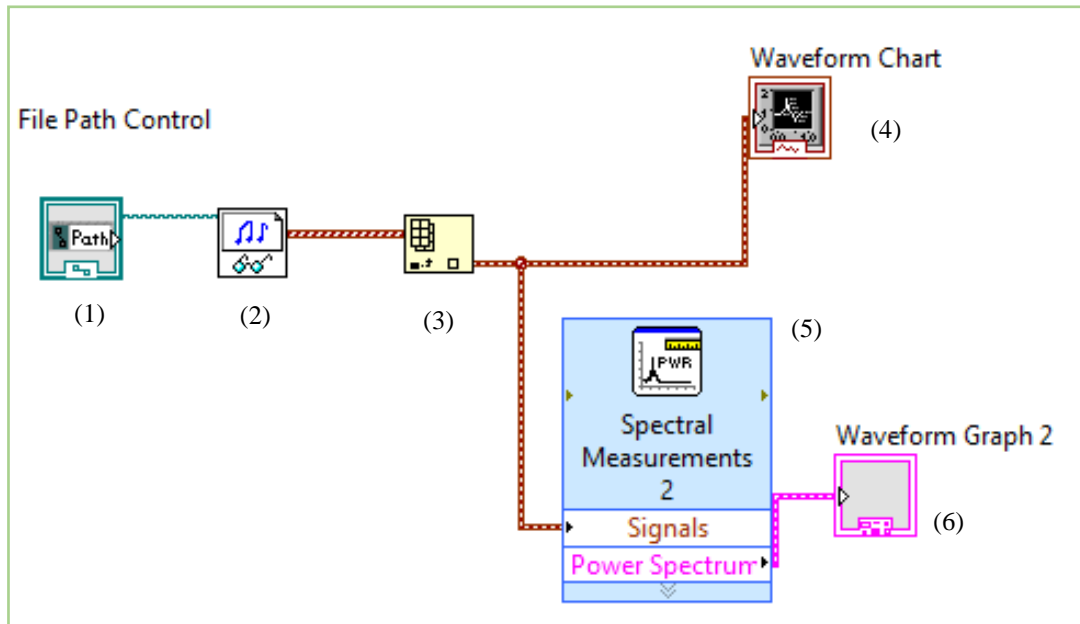 Waveform Chart
(4)
File Path Control
Path
(1)
(2)
(3)
(5)
PWR
Spectral
Measurements
2
Signals
Power Spectrum
Waveform Graph 2
(6)